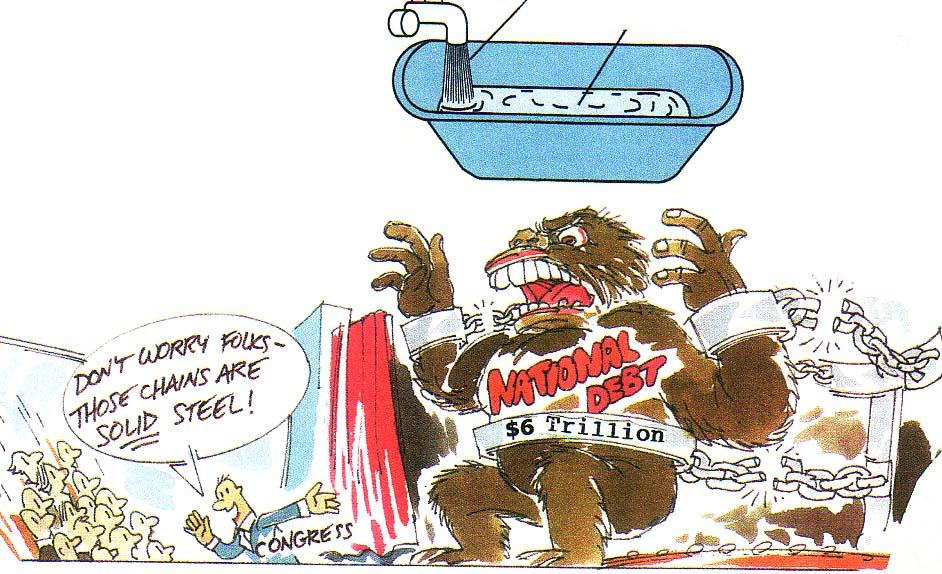 DON'T WORRY FOLKS-
THOSE CHAINS ARE
SOLID STEEL!
CONGRESS
NATIONAL
DEBT
$6 Trillion